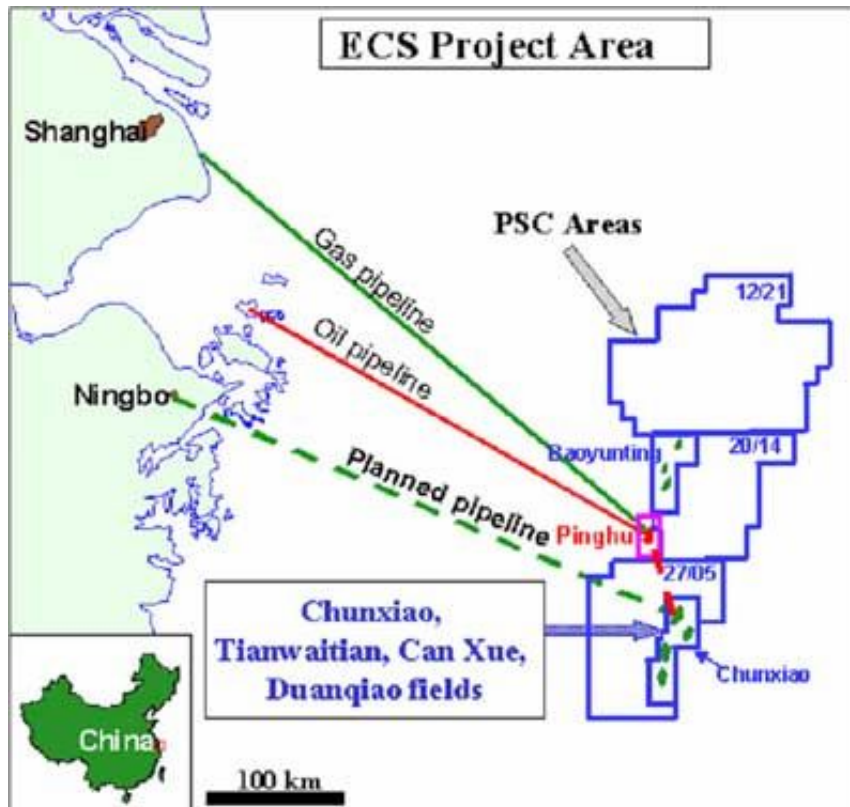 ECS Project Area
Shanghai
PSC Areas
Gas pipeline
12/21
Oil pipeline
Ningbo
Baoyunting
20/14
Planned pipeline
Pinghu
27/05
Chunxiao,
Tianwaitian, Can Xue,
Duanqiao fields
Chunxiao
China
100 km